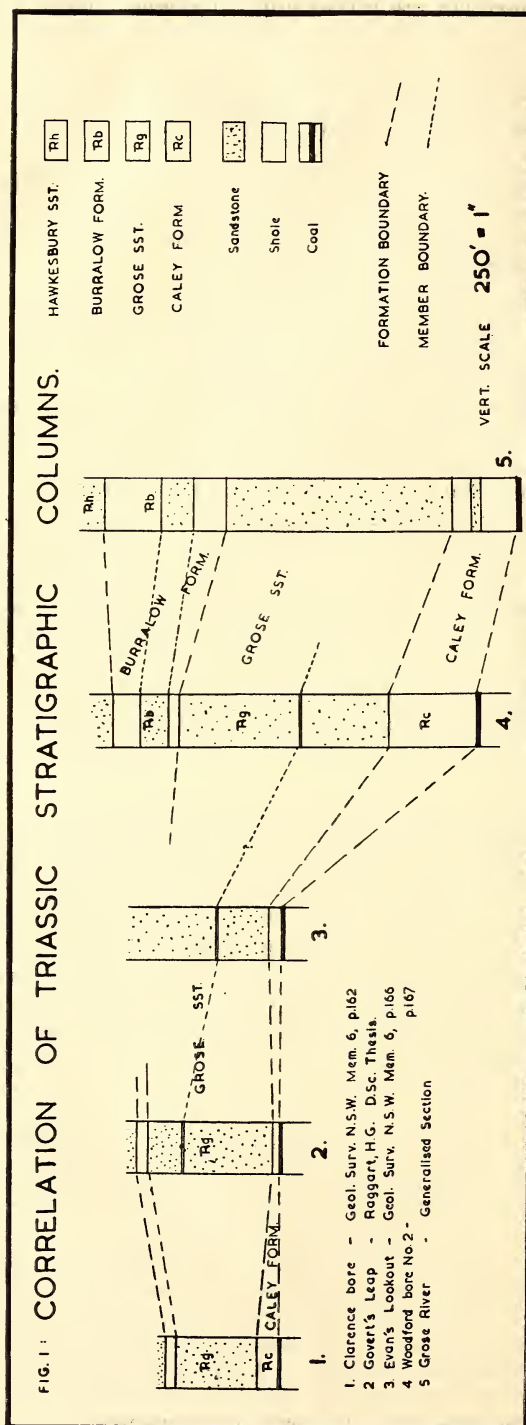 FIG. 1: CORRELATION OF TRIASSIC STRATIGRAPHIC COLUMNS.
HAWKESBURY SST. Rh
BURRALOW FORM. Rb
GROSE SST. Rg
CALEY FORM Rc
Sandstone
Shale
Coal
FORMATION BOUNDARY
MEMBER BOUNDARY.
VERT. SCALE 250' = 1"
Rh
Rb
BURRALOW FORM.
GROSE SST.
CALEY FORM.
5.
Rb
Rg
Rc
4.
3.
?
GROSE SST.
Rg
2.
CALEY FORM.
Rg
Rc
1.
1. Clarence bore - Geol. Surv. N.S.W. Mem. 6, p.162
2 Govert's Leap - Raggart, H.G. D.Sc. Thesis.
3. Evan's Lookout - Geol. Surv. N.S.W. Mem. 6, p.166
4 Woodford bore No. 2 - p.167
5 Grose River - Generalised Section